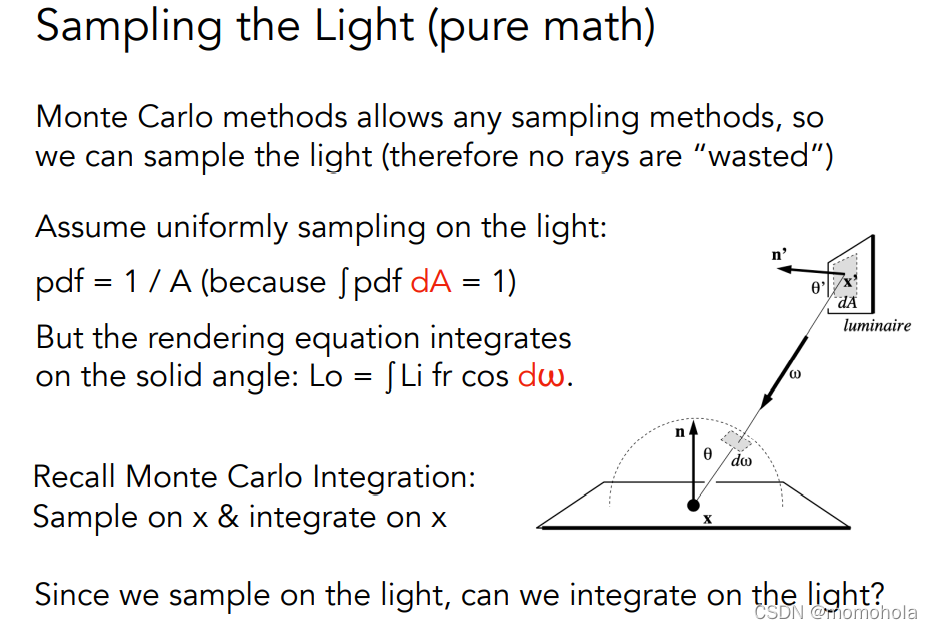 Sampling the Light (pure math)
Monte Carlo methods allows any sampling methods, so
we can sample the light (therefore no rays are “wasted”)
Assume uniformly sampling on the light:
pdf = 1 / A (because ∫pdf dA = 1)
But the rendering equation integrates
on the solid angle: Lo = ∫Li fr cos dω.
Recall Monte Carlo Integration:
Sample on x & integrate on x
Since we sample on the light, can we integrate on the light?
n’
θ’
x’
dA
luminaire
ω
n
θ
dω
x
CSDN @momohola